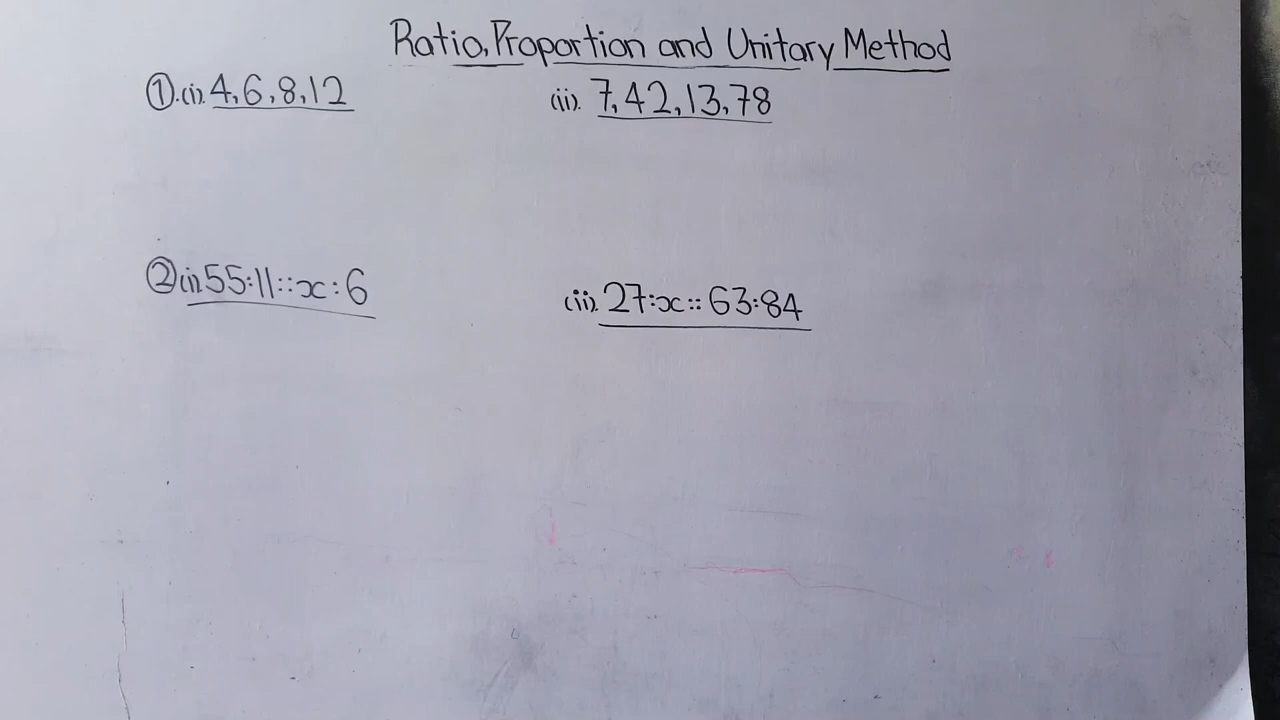 Ratio, Proportion and Unitary Method
①.(i). 4, 6, 8, 12 (ii). 7, 42, 13, 78
②(i). 55:11::x:6 (ii). 27:x::63:84